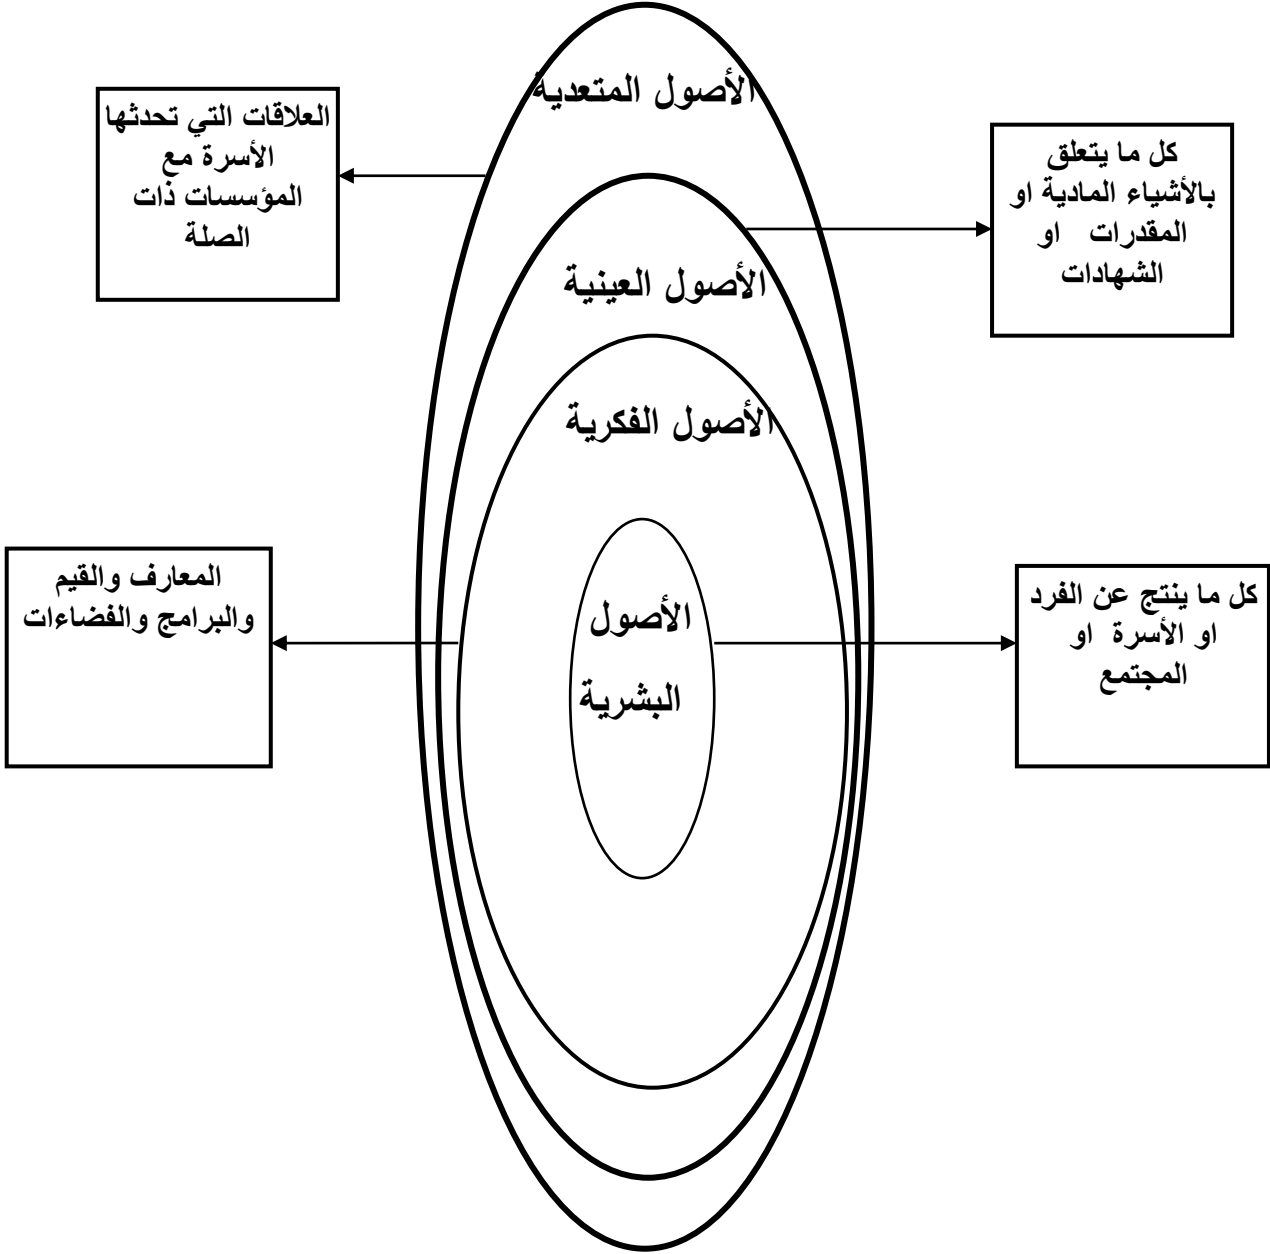 الأصول المتعدية
العلاقات التي تحدثها
الأسرة مع
المؤسسات ذات
الصلة
كل ما يتعلق
بالأشياء المادية او
المقدرات او
الشهادات
الأصول العينية
الأصول الفكرية
المعارف والقيم
والبرامج والفضاءات
كل ما ينتج عن الفرد
او الأسرة او
المجتمع
الأصول
البشرية